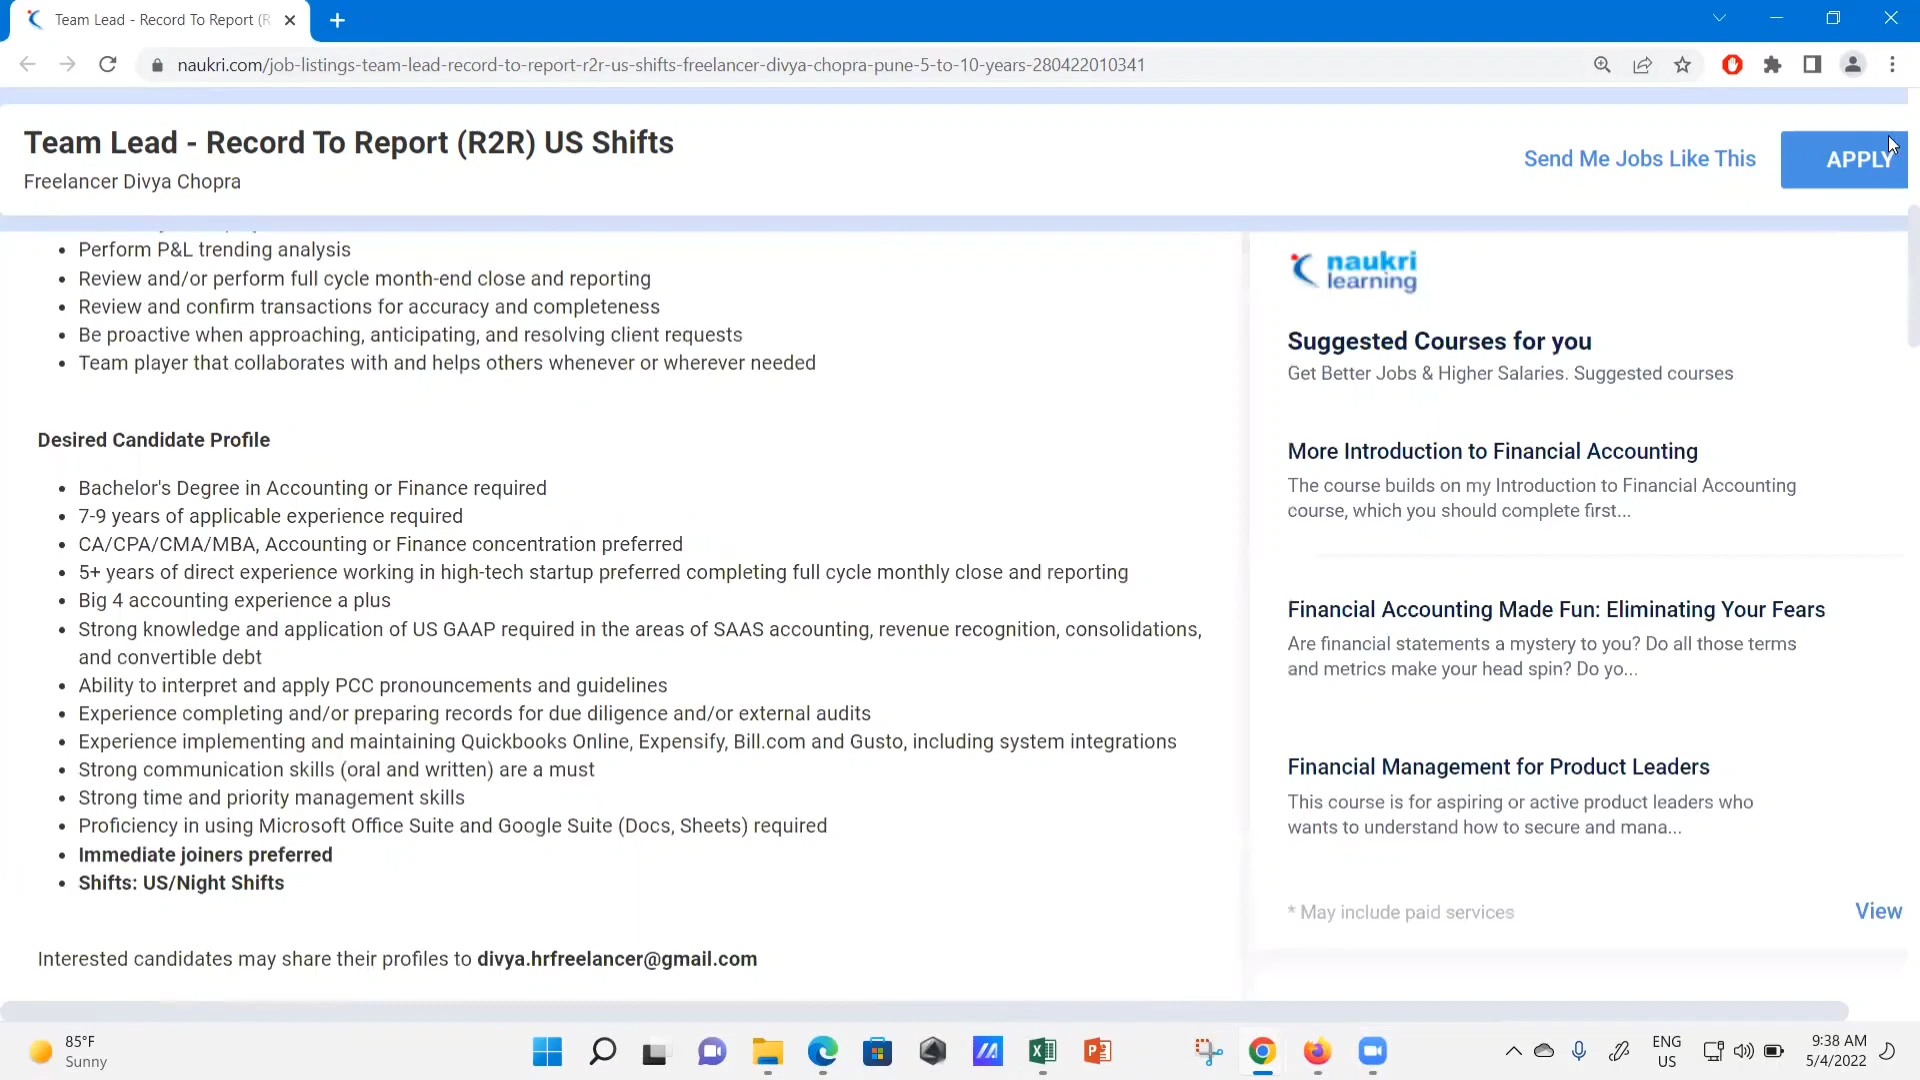 Team Lead - Record To Report (R
naukri.com/job-listings-team-lead-record-to-report-r2r-us-shifts-freelancer-divya-chopra-pune-5-to-10-years-280422010341
Team Lead - Record To Report (R2R) US Shifts
Freelancer Divya Chopra
Send Me Jobs Like This
APPLY
• Perform P&L trending analysis
• Review and/or perform full cycle month-end close and reporting
• Review and confirm transactions for accuracy and completeness
• Be proactive when approaching, anticipating, and resolving client requests
• Team player that collaborates with and helps others whenever or wherever needed
Desired Candidate Profile
• Bachelor's Degree in Accounting or Finance required
• 7-9 years of applicable experience required
• CA/CPA/CMA/MBA, Accounting or Finance concentration preferred
• 5+ years of direct experience working in high-tech startup preferred completing full cycle monthly close and reporting
• Big 4 accounting experience a plus
• Strong knowledge and application of US GAAP required in the areas of SAAS accounting, revenue recognition, consolidations,
and convertible debt
• Ability to interpret and apply PCC pronouncements and guidelines
• Experience completing and/or preparing records for due diligence and/or external audits
• Experience implementing and maintaining Quickbooks Online, Expensify, Bill.com and Gusto, including system integrations
• Strong communication skills (oral and written) are a must
• Strong time and priority management skills
• Proficiency in using Microsoft Office Suite and Google Suite (Docs, Sheets) required
• Immediate joiners preferred
• Shifts: US/Night Shifts
Interested candidates may share their profiles to divya.hrfreelancer@gmail.com
naukri
learning
Suggested Courses for you
Get Better Jobs & Higher Salaries. Suggested courses
More Introduction to Financial Accounting
The course builds on my Introduction to Financial Accounting
course, which you should complete first...
Financial Accounting Made Fun: Eliminating Your Fears
Are financial statements a mystery to you? Do all those terms
and metrics make your head spin? Do yo...
Financial Management for Product Leaders
This course is for aspiring or active product leaders who
wants to understand how to secure and mana...
* May include paid services
View
85°F
Sunny
ENG
US
9:38 AM
5/4/2022